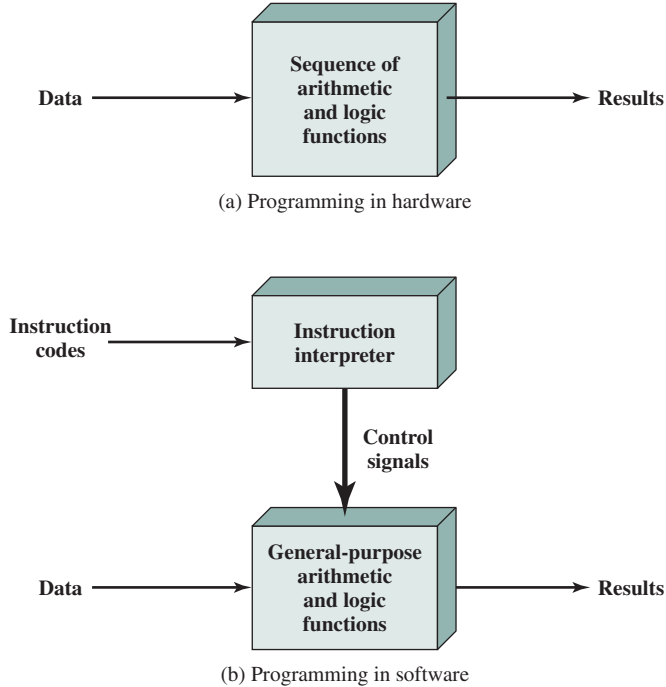 Sequence of
arithmetic
and logic
functions
Data
Results
(a) Programming in hardware
Instruction
codes
Instruction
interpreter
Control
signals
General-purpose
arithmetic
and logic
functions
Data
Results
(b) Programming in software